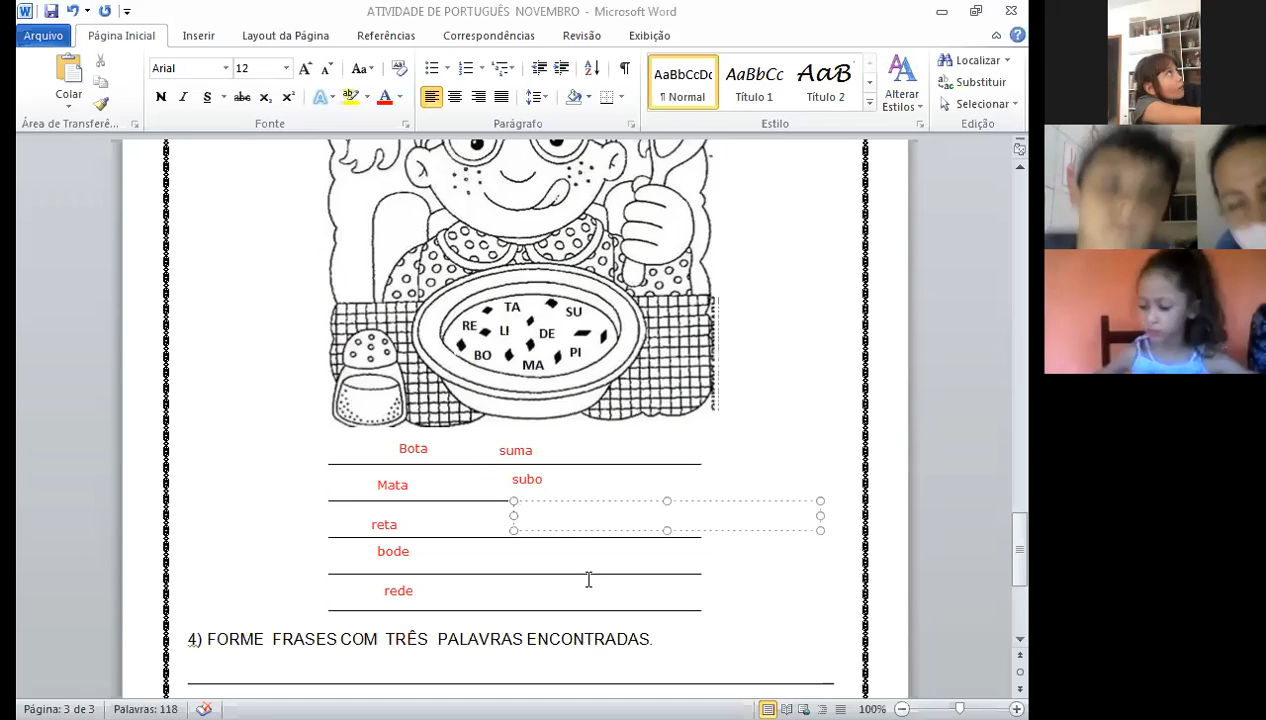 ATIVIDADE DE PORTUGUÊS NOVEMBRO - Microsoft Word
Arquivo Página Inicial Inserir Layout da Página Referências Correspondências Revisão Exibição
Colar
Arial 12
AaBbCcDc AaBbCc AaB
¶ Normal Título 1 Título 2
Alterar Estilos
Localizar
Substituir
Selecionar
Área de Transferê... Fonte Parágrafo Estilo Edição
TA SU
RE LI DE
BO MA PI
Bota suma
Mata subo
reta
bode
rede
4) FORME FRASES COM TRÊS PALAVRAS ENCONTRADAS.
Página: 3 de 3 Palavras: 118 100%